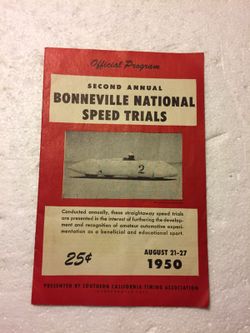 Official Program
SECOND ANNUAL
BONNEVILLE NATIONAL
SPEED TRIALS
2
Conducted annually, these straightaway speed trials
are presented in the interest of furthering the develop-
ment and recognition of amateur automotive experi-
mentation as a beneficial and educational sport.
25¢
AUGUST 21-27
1950
PRESENTED BY SOUTHERN CALIFORNIA TIMING ASSOCIATION